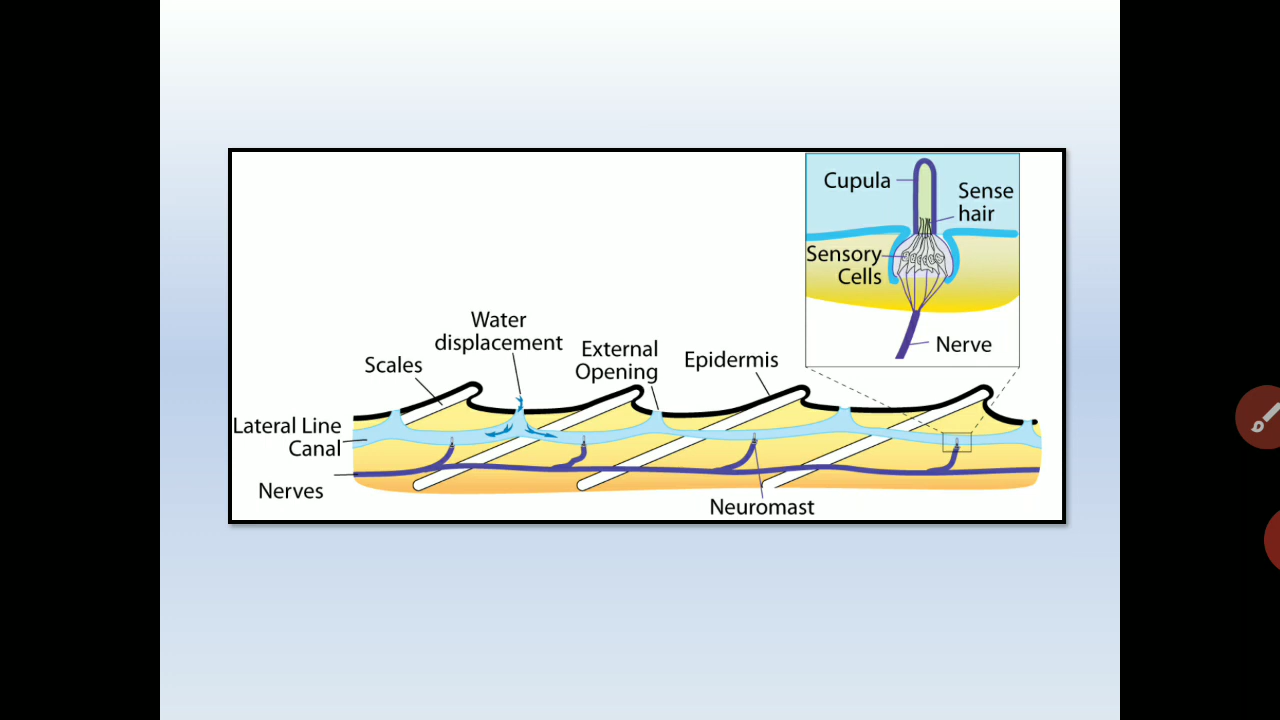 Cupula
Sense
hair
Sensory
Cells
Nerve
Water
displacement
External
Opening
Epidermis
Scales
Lateral Line
Canal
Nerves
Neuromast